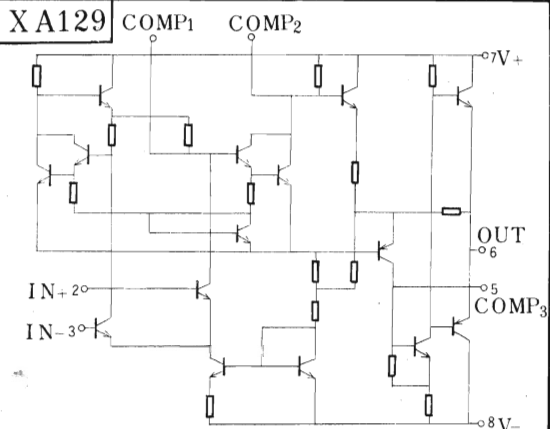 XA129
COMP1
COMP2
7V+
OUT
6
IN+2
5
COMP3
IN-3
8V-